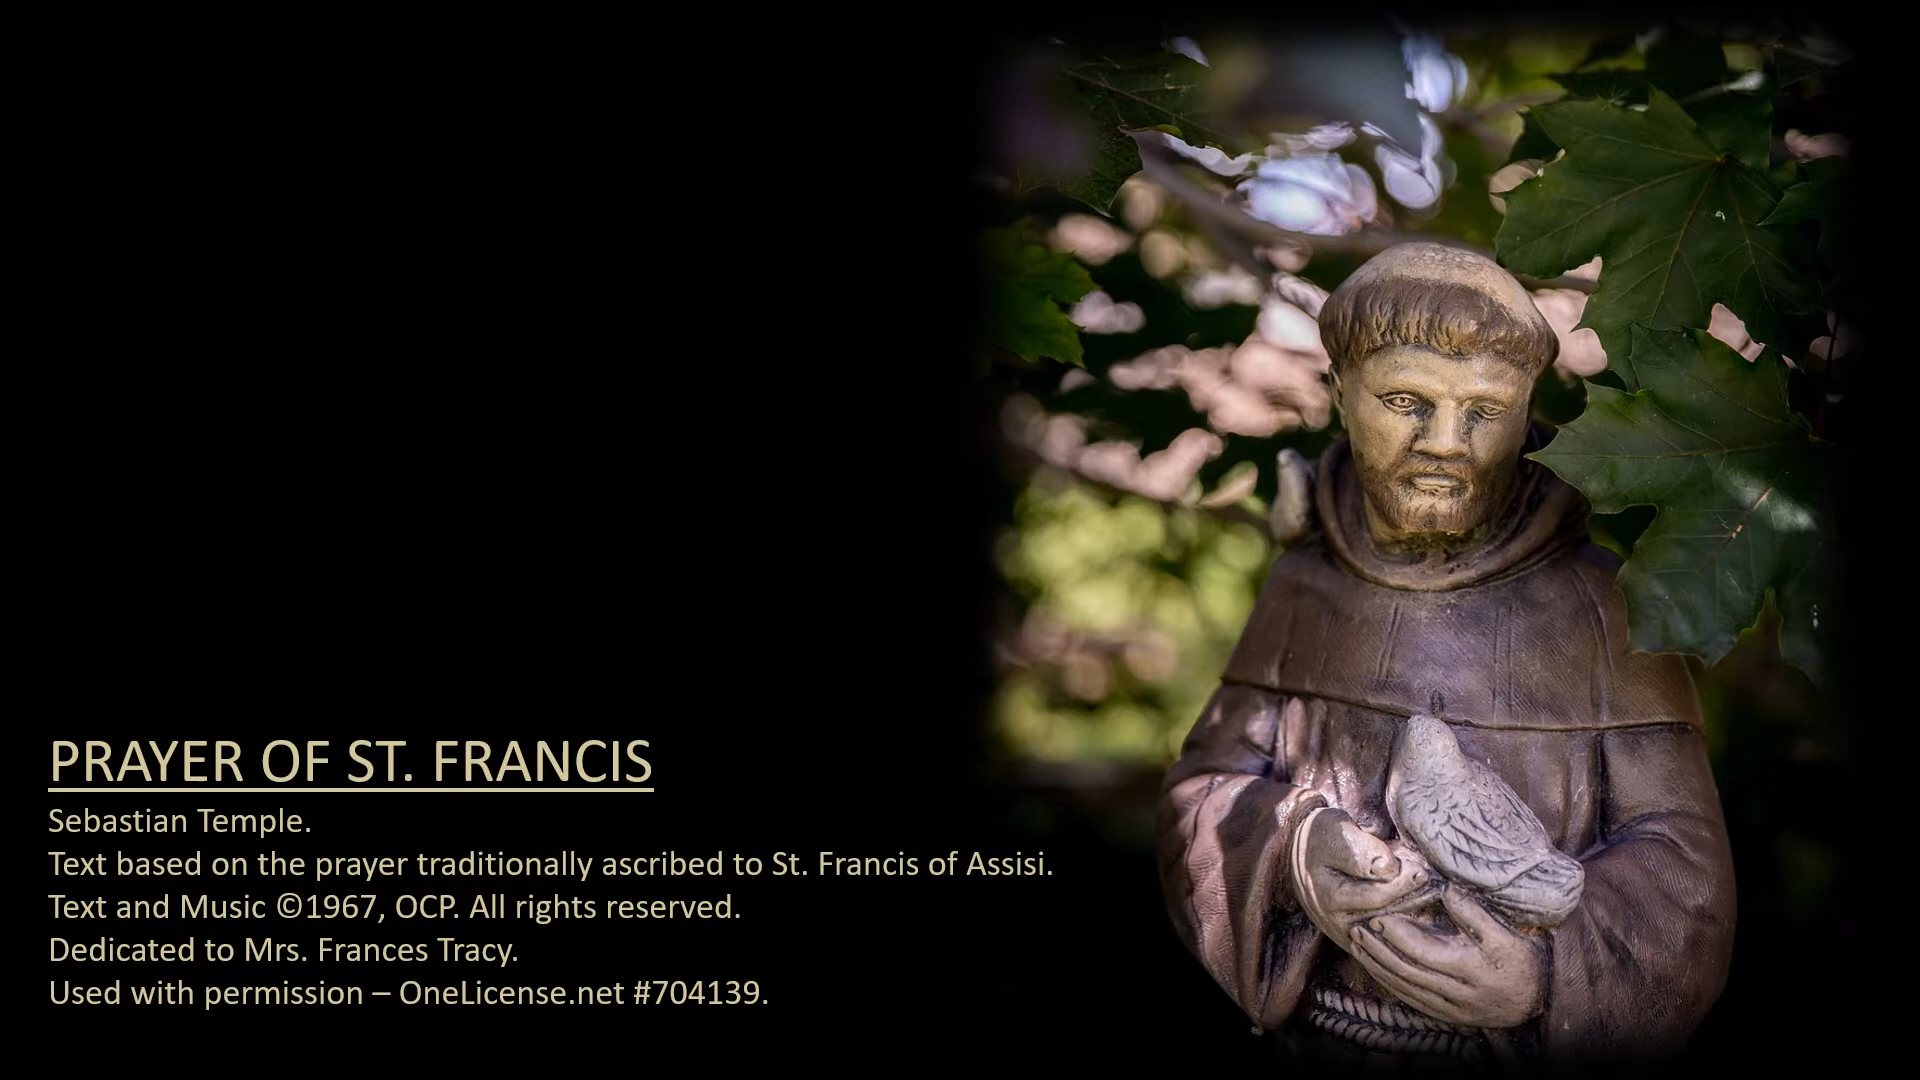 PRAYER OF ST. FRANCIS
Sebastian Temple.
Text based on the prayer traditionally ascribed to St. Francis of Assisi.
Text and Music ©1967, OCP. All rights reserved.
Dedicated to Mrs. Frances Tracy.
Used with permission – OneLicense.net #704139.